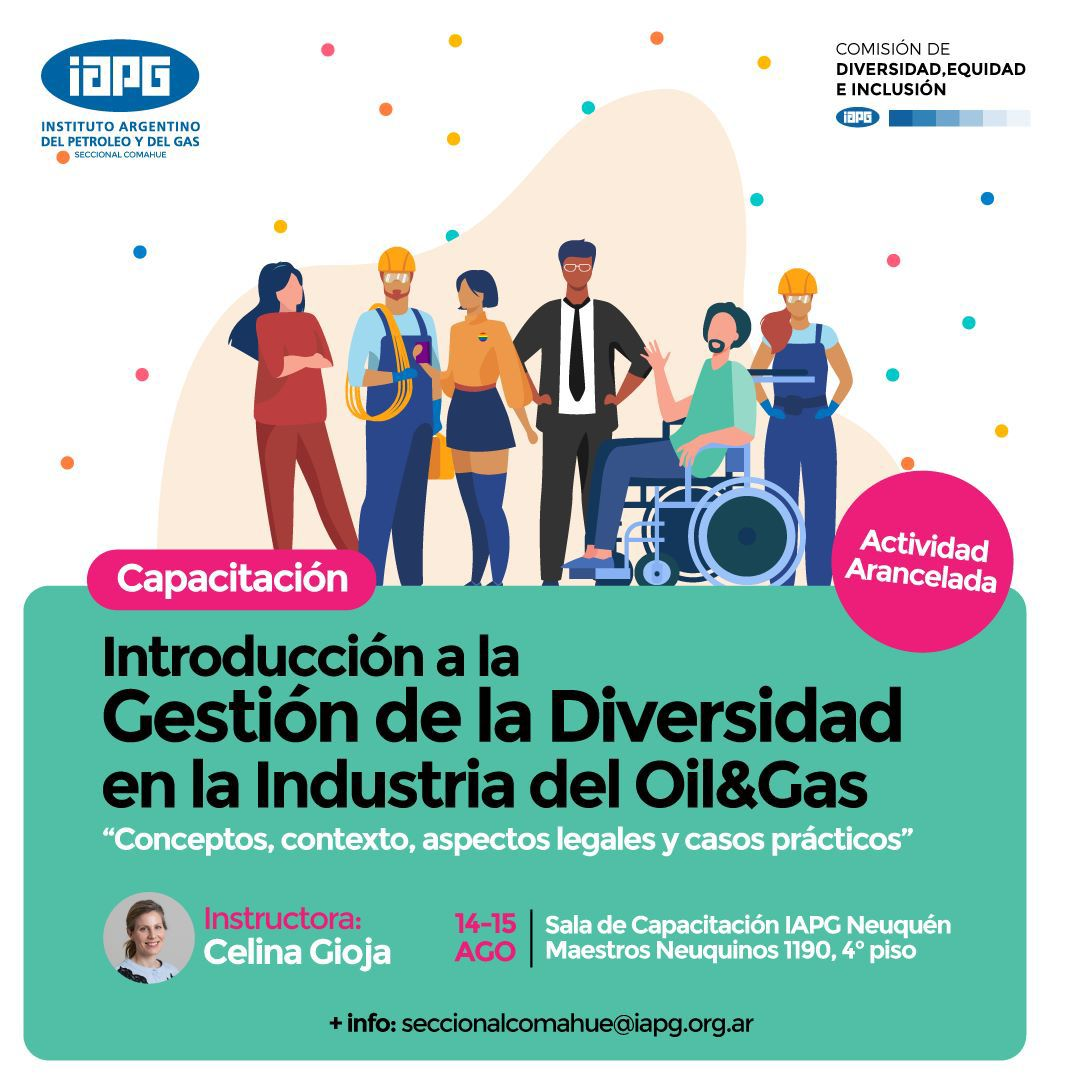 iAPG
INSTITUTO ARGENTINO
DEL PETROLEO Y DEL GAS
SECCIONAL COMAHUE
COMISIÓN DE
DIVERSIDAD,EQUIDAD
E INCLUSIÓN
iAPG
Actividad
Arancelada
Capacitación
Introducción a la
Gestión de la Diversidad
en la Industria del Oil&Gas
“Conceptos, contexto, aspectos legales y casos prácticos”
Instructora:
Celina Gioja
14-15
AGO
Sala de Capacitación IAPG Neuquén
Maestros Neuquinos 1190, 4º piso
+ info: seccionalcomahue@iapg.org.ar